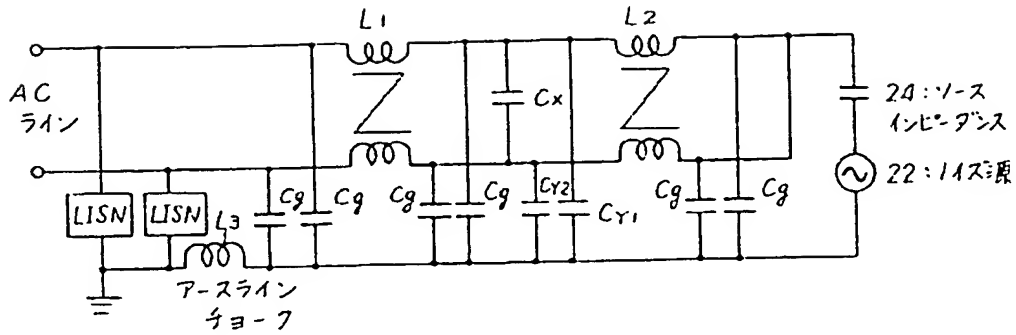 L1
L2
AC
ライン
Cx
24:ソース
インピーダンス
22:ノイズ源
LISN
LISN
L3
Cg
Cg
Cg
Cg
CY2
CY1
Cg
Cg
アースライン
チョーク